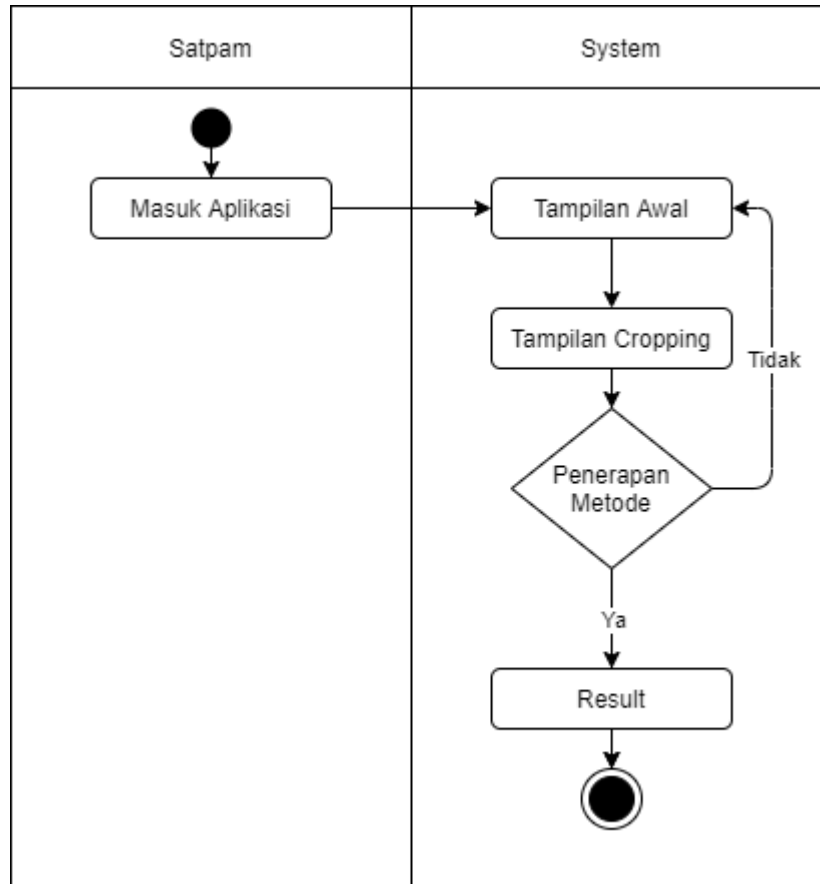 Satpam
System
Masuk Aplikasi
Tampilan Awal
Tampilan Cropping
Tidak
Penerapan
Metode
Ya
Result